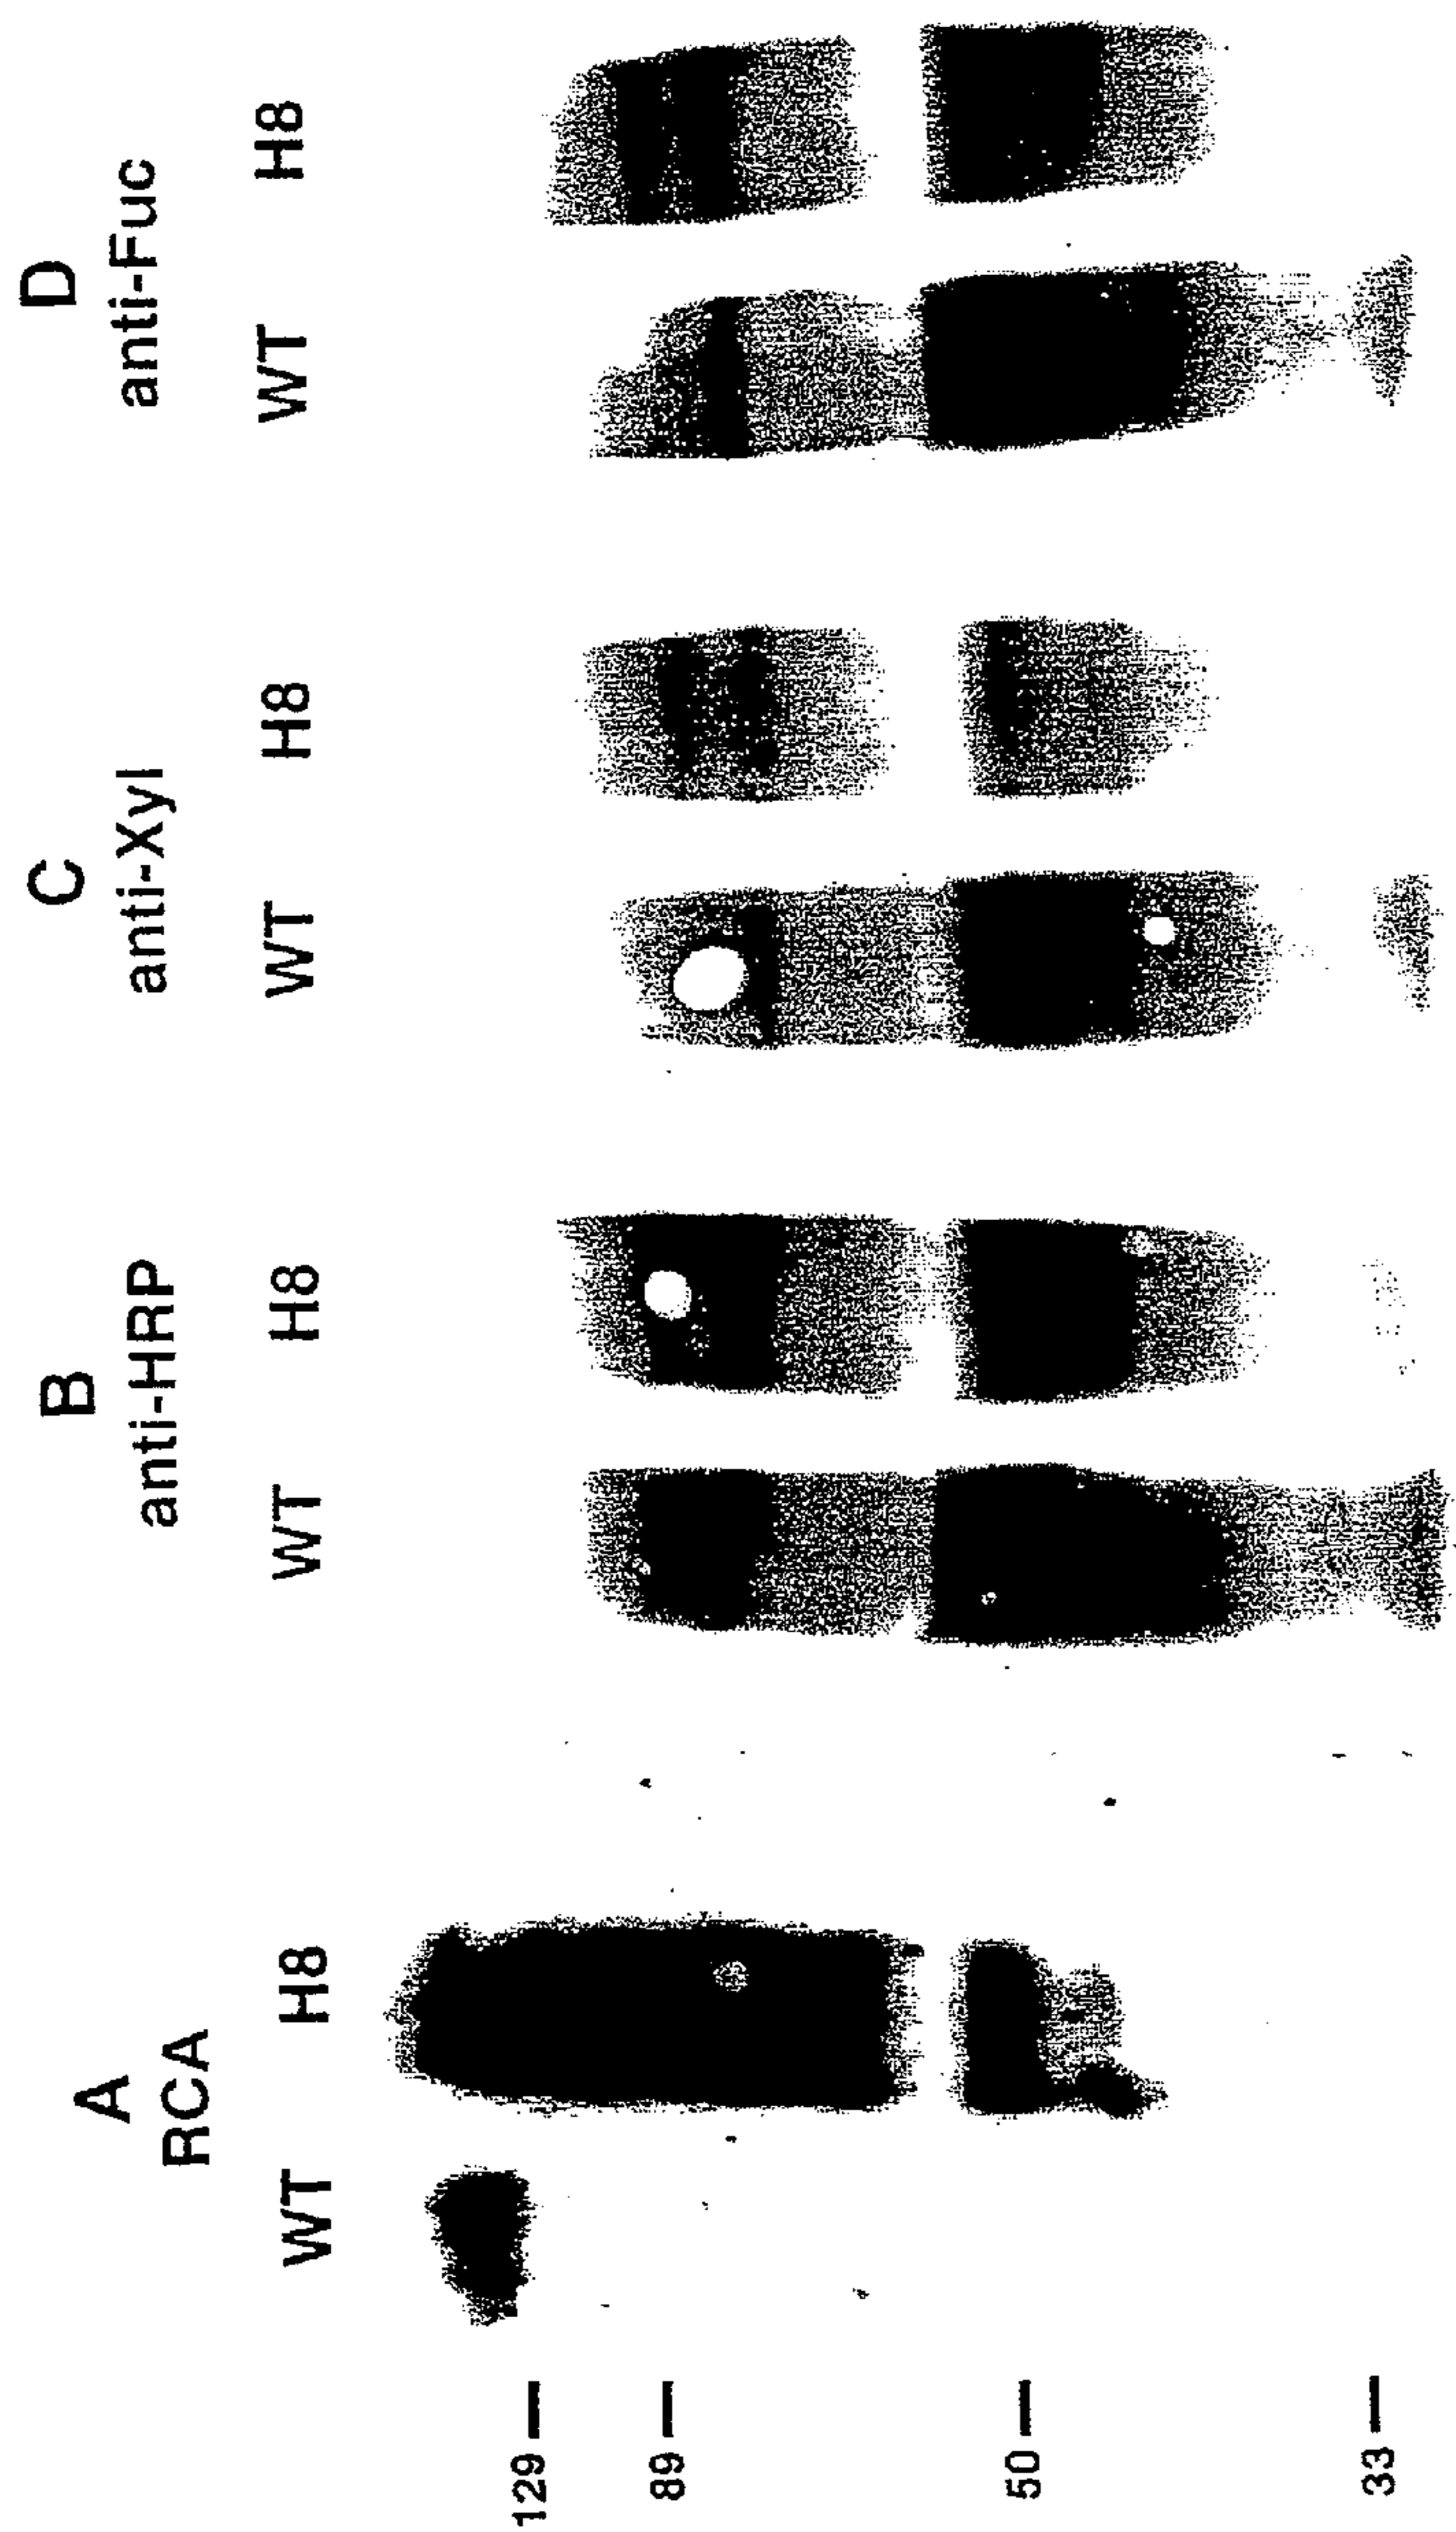 A
RCA
WT H8
B
anti-HRP
WT H8
C
anti-Xyl
WT H8
D
anti-Fuc
WT H8
129
89
50
33